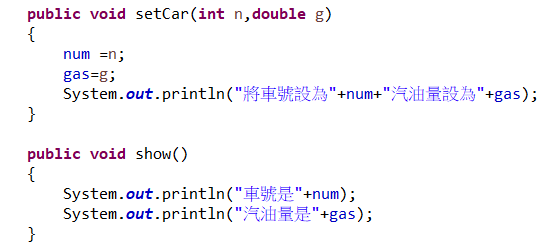 public void setCar(int n,double g)
{
num =n;
gas=g;
System.out.println("將車號設為"+num+"汽油量設為"+gas);
}
public void show()
{
System.out.println("車號是"+num);
System.out.println("汽油量是"+gas);
}